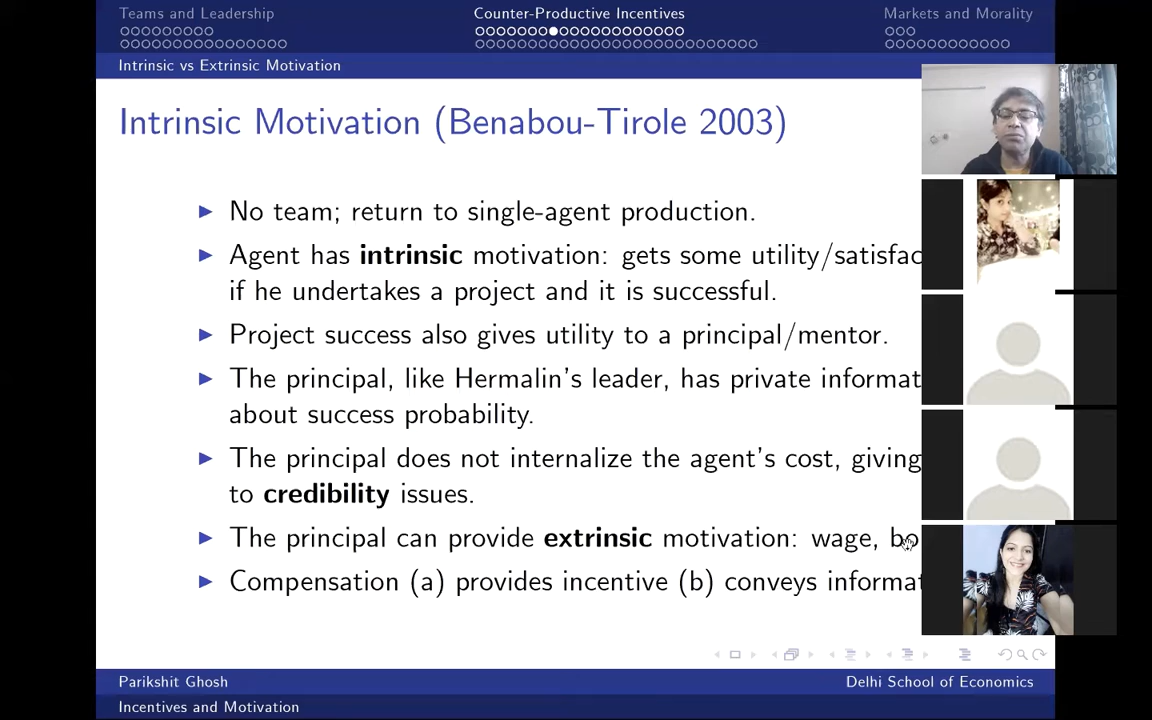 Teams and Leadership
Counter-Productive Incentives
Markets and Morality
Intrinsic vs Extrinsic Motivation
Intrinsic Motivation (Benabou-Tirole 2003)
No team; return to single-agent production.
Agent has intrinsic motivation: gets some utility/satisfac
if he undertakes a project and it is successful.
Project success also gives utility to a principal/mentor.
The principal, like Hermalin's leader, has private informat
about success probability.
The principal does not internalize the agent's cost, giving
to credibility issues.
The principal can provide extrinsic motivation: wage, bo
Compensation (a) provides incentive (b) conveys informat
Parikshit Ghosh
Delhi School of Economics
Incentives and Motivation